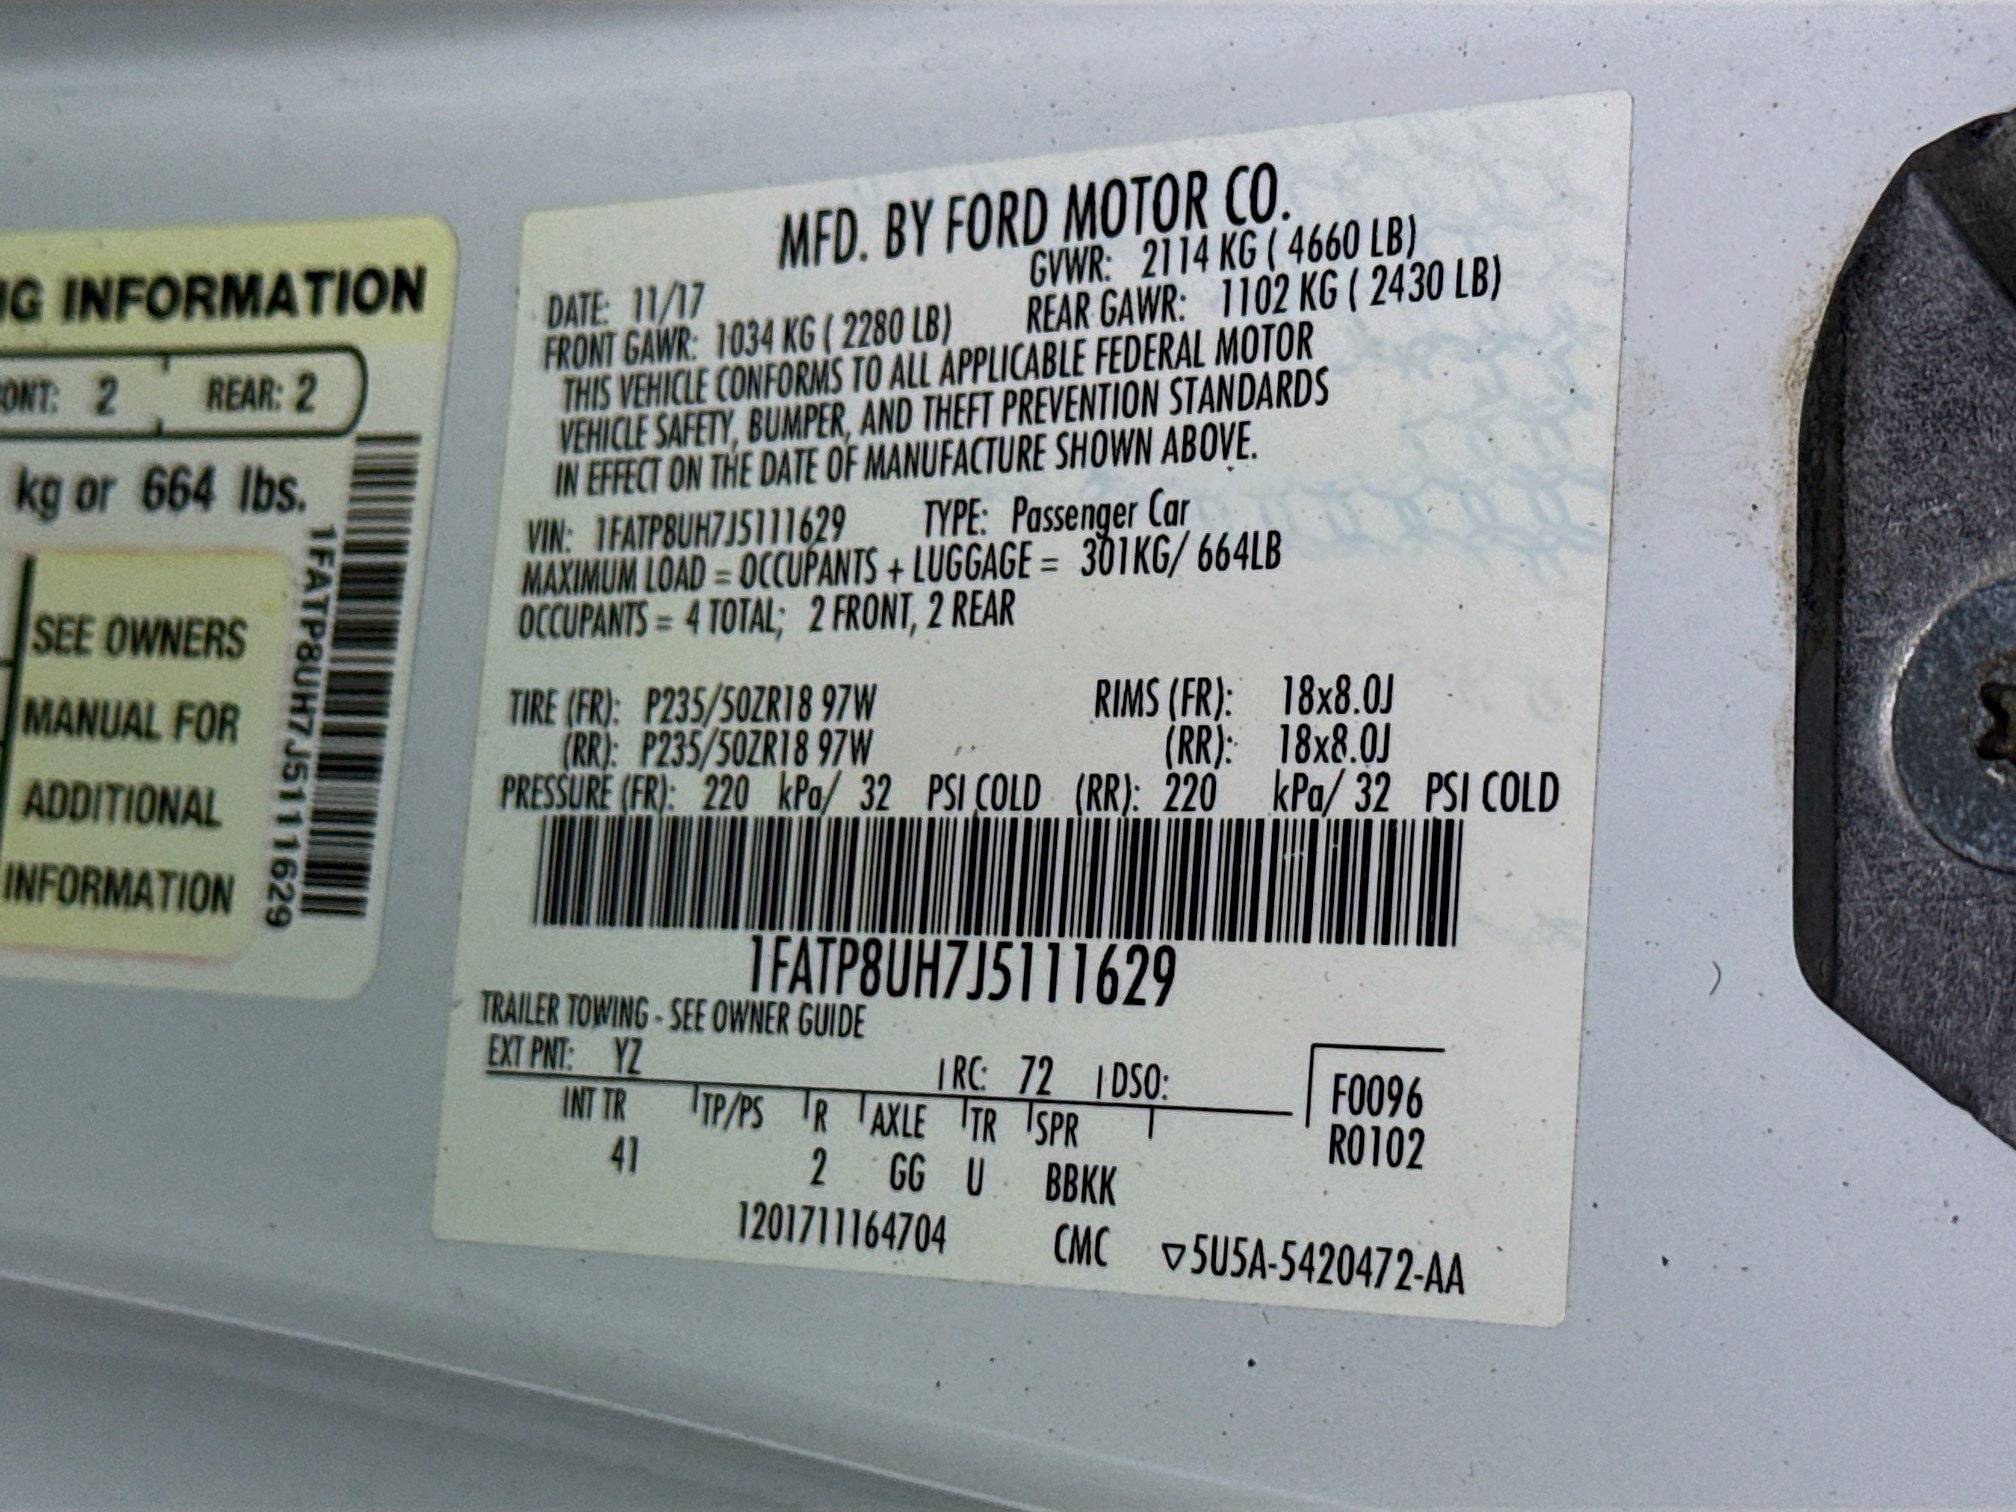 NG INFORMATION
ONT: 2 REAR: 2
kg or 664 lbs.
SEE OWNERS
MANUAL FOR
ADDITIONAL
INFORMATION
1FATP8UH7J5111629
MFD. BY FORD MOTOR CO.
DATE: 11/17 GVWR: 2114 KG ( 4660 LB)
FRONT GAWR: 1034 KG ( 2280 LB) REAR GAWR: 1102 KG ( 2430 LB)
THIS VEHICLE CONFORMS TO ALL APPLICABLE FEDERAL MOTOR
VEHICLE SAFETY, BUMPER, AND THEFT PREVENTION STANDARDS
IN EFFECT ON THE DATE OF MANUFACTURE SHOWN ABOVE.
VIN: 1FATP8UH7J5111629 TYPE: Passenger Car
MAXIMUM LOAD = OCCUPANTS + LUGGAGE = 301KG/ 664LB
OCCUPANTS = 4 TOTAL; 2 FRONT, 2 REAR
TIRE (FR): P235/50ZR18 97W RIMS (FR): 18x8.0J
(RR): P235/50ZR18 97W (RR): 18x8.0J
PRESSURE (FR): 220 kPa/ 32 PSI COLD (RR): 220 kPa/ 32 PSI COLD
1FATP8UH7J5111629
TRAILER TOWING - SEE OWNER GUIDE
EXT PNT: YZ RC: 72 DSO:
INT TR TP/PS R AXLE TR SPR
41 2 GG U BBKK
F0096
R0102
1201711164704 CMC ▽5U5A-5420472-AA